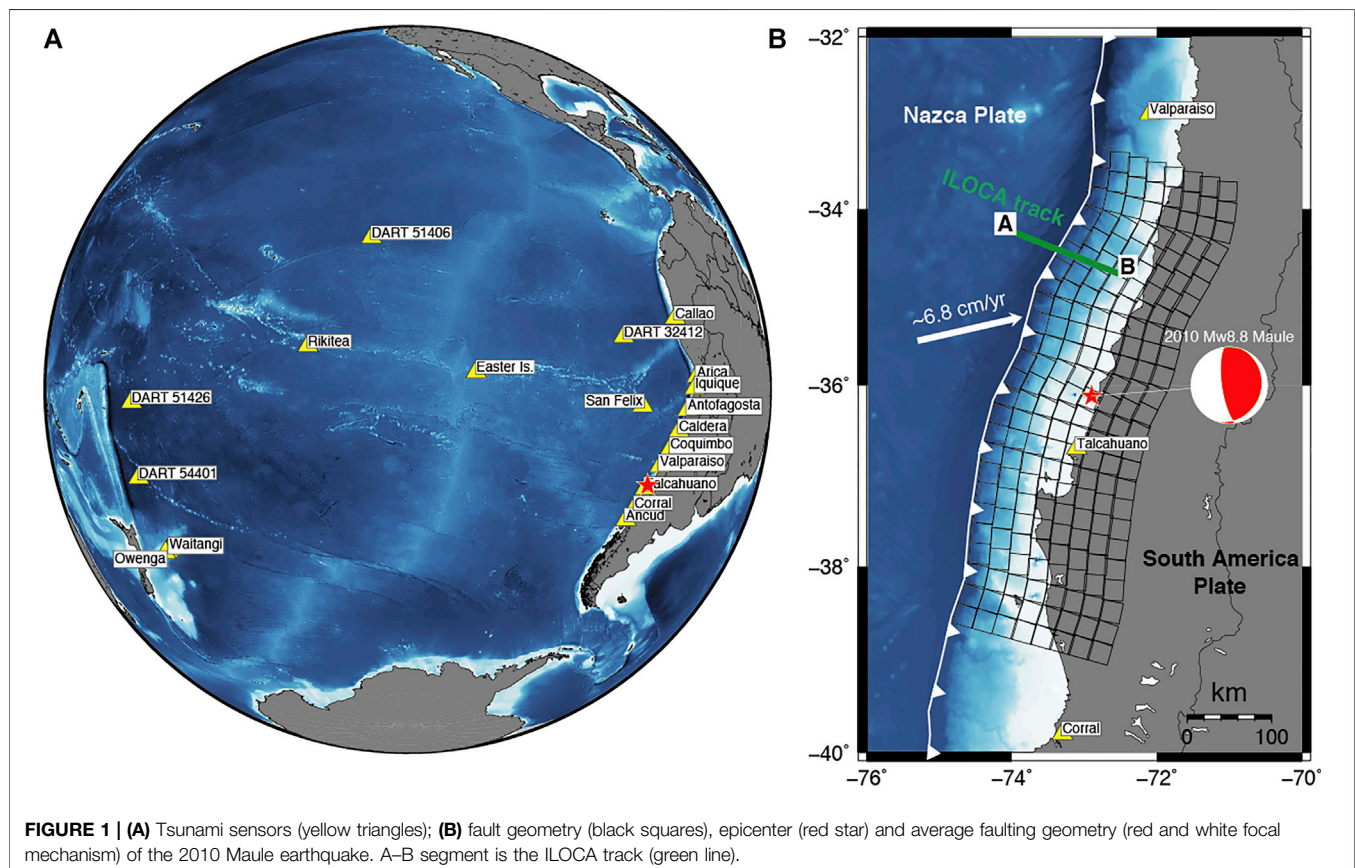 A
DART 51406
Callao
DART 32412
Rikitea
Easter Is.
Arica
Iquique
San Felix
Antofagosta
DART 51426
Caldera
Coquimbo
Valparaiso
DART 54401
alcahuano
Corral
Ancud
Waitangi
Owenga
B
−32°
−34°
−36°
−38°
−40°
Valparaiso
Nazca Plate
ILOCA track
A
B
~6.8 cm/yr
2010 Mw8.8 Maule
Talcahuano
South America
Plate
km
0 100
Corral
−76° −74° −72° −70°
FIGURE 1 | (A) Tsunami sensors (yellow triangles); (B) fault geometry (black squares), epicenter (red star) and average faulting geometry (red and white focal
mechanism) of the 2010 Maule earthquake. A–B segment is the ILOCA track (green line).